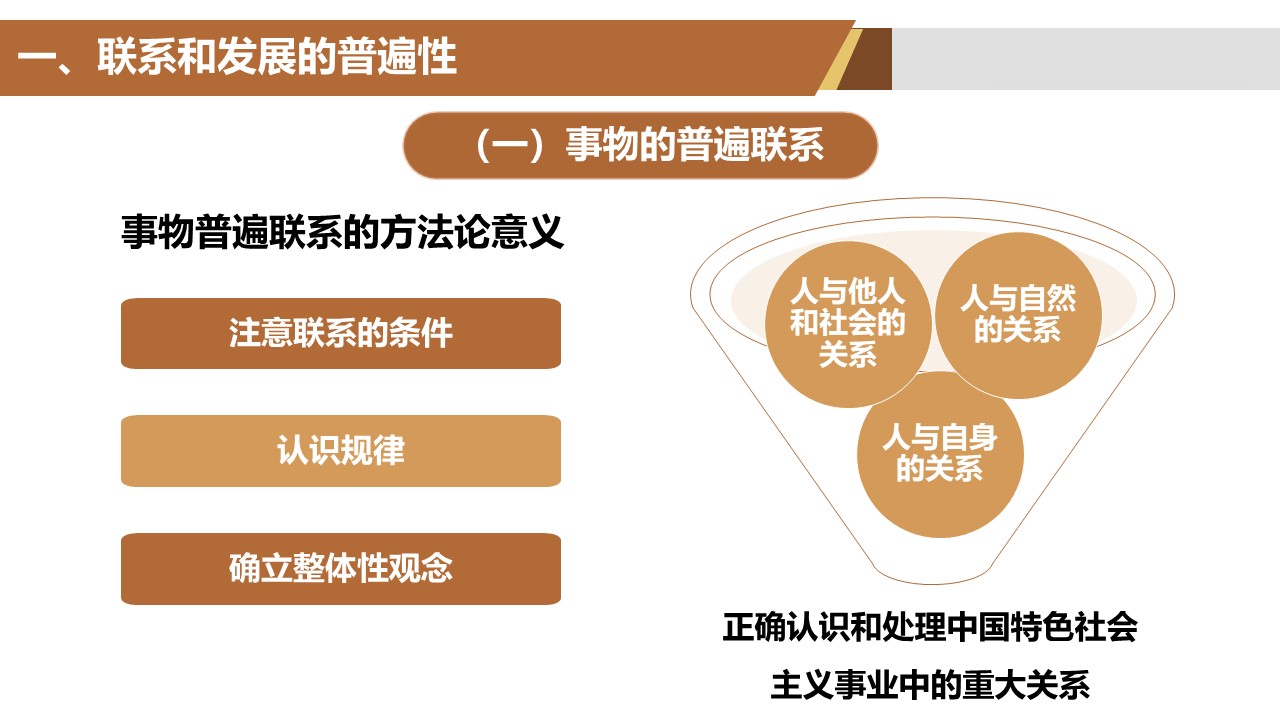 一、联系和发展的普遍性
（一）事物的普遍联系
事物普遍联系的方法论意义
注意联系的条件
认识规律
确立整体性观念
人与他人
和社会的
关系
人与自然
的关系
人与自身
的关系
正确认识和处理中国特色社会
主义事业中的重大关系